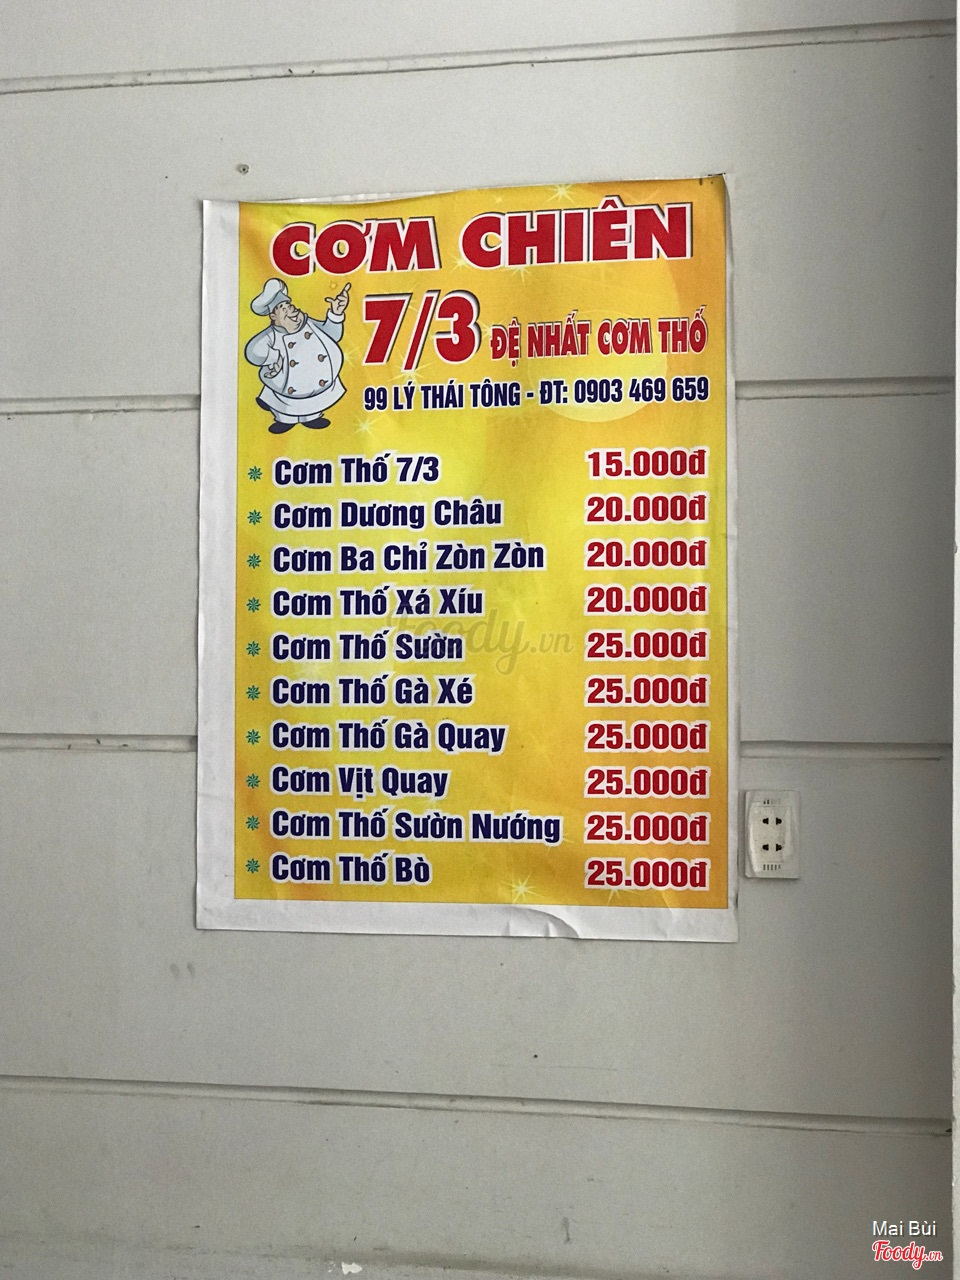 CƠM CHIÊN
7/3 ĐỆ NHẤT CƠM THỐ
99 LÝ THÁI TÔNG - ĐT: 0903 469 659
Cơm Thố 7/3 15.000đ
Cơm Dương Châu 20.000đ
Cơm Ba Chỉ Zòn Zòn 20.000đ
Cơm Thố Xá Xíu 20.000đ
Cơm Thố Sườn 25.000đ
Cơm Thố Gà Xé 25.000đ
Cơm Thố Gà Quay 25.000đ
Cơm Vịt Quay 25.000đ
Cơm Thố Sườn Nướng 25.000đ
Cơm Thố Bò 25.000đ
Foody.vn
Mai Bùi
Foody.vn